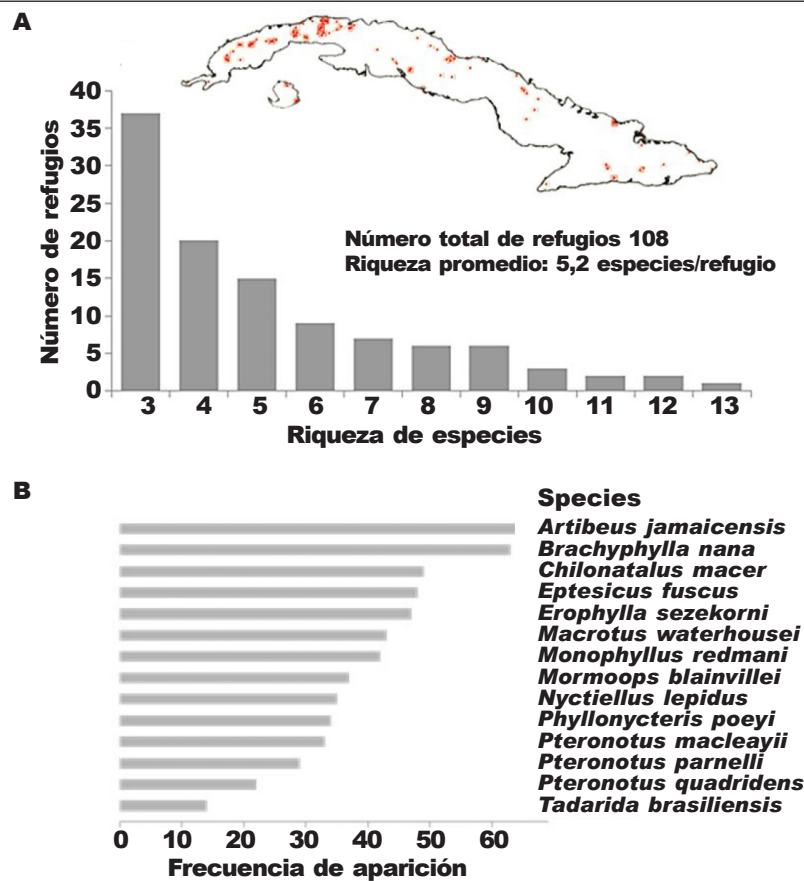 A
40
35
30
25
20
15
10
5
0
Número de refugios
Número total de refugios 108
Riqueza promedio: 5,2 especies/refugio
3 4 5 6 7 8 9 10 11 12 13
Riqueza de especies
B
Species
Artibeus jamaicensis
Brachyphylla nana
Chilonatalus macer
Eptesicus fuscus
Erophylla sezekorni
Macrotus waterhousei
Monophyllus redmani
Mormoops blainvillei
Nyctiellus lepidus
Phyllonycteris poeyi
Pteronotus macleayii
Pteronotus parnelli
Pteronotus quadridens
Tadarida brasiliensis
0 10 20 30 40 50 60
Frecuencia de aparición